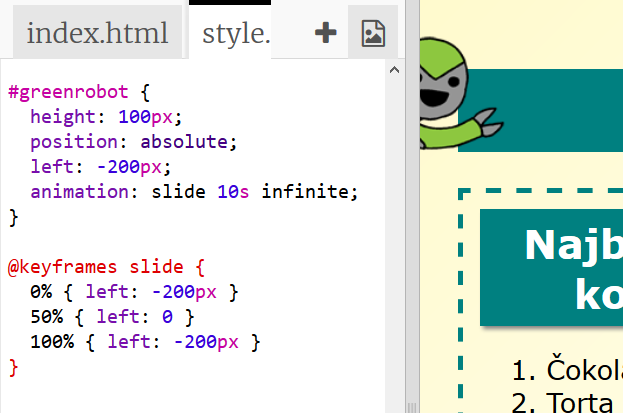 index.html
style.
#greenrobot {
height: 100px;
position: absolute;
left: -200px;
animation: slide 10s infinite;
}
@keyframes slide {
0% { left: -200px }
50% { left: 0 }
100% { left: -200px }
}
Najb
ko
1. Čokola
2. Torta